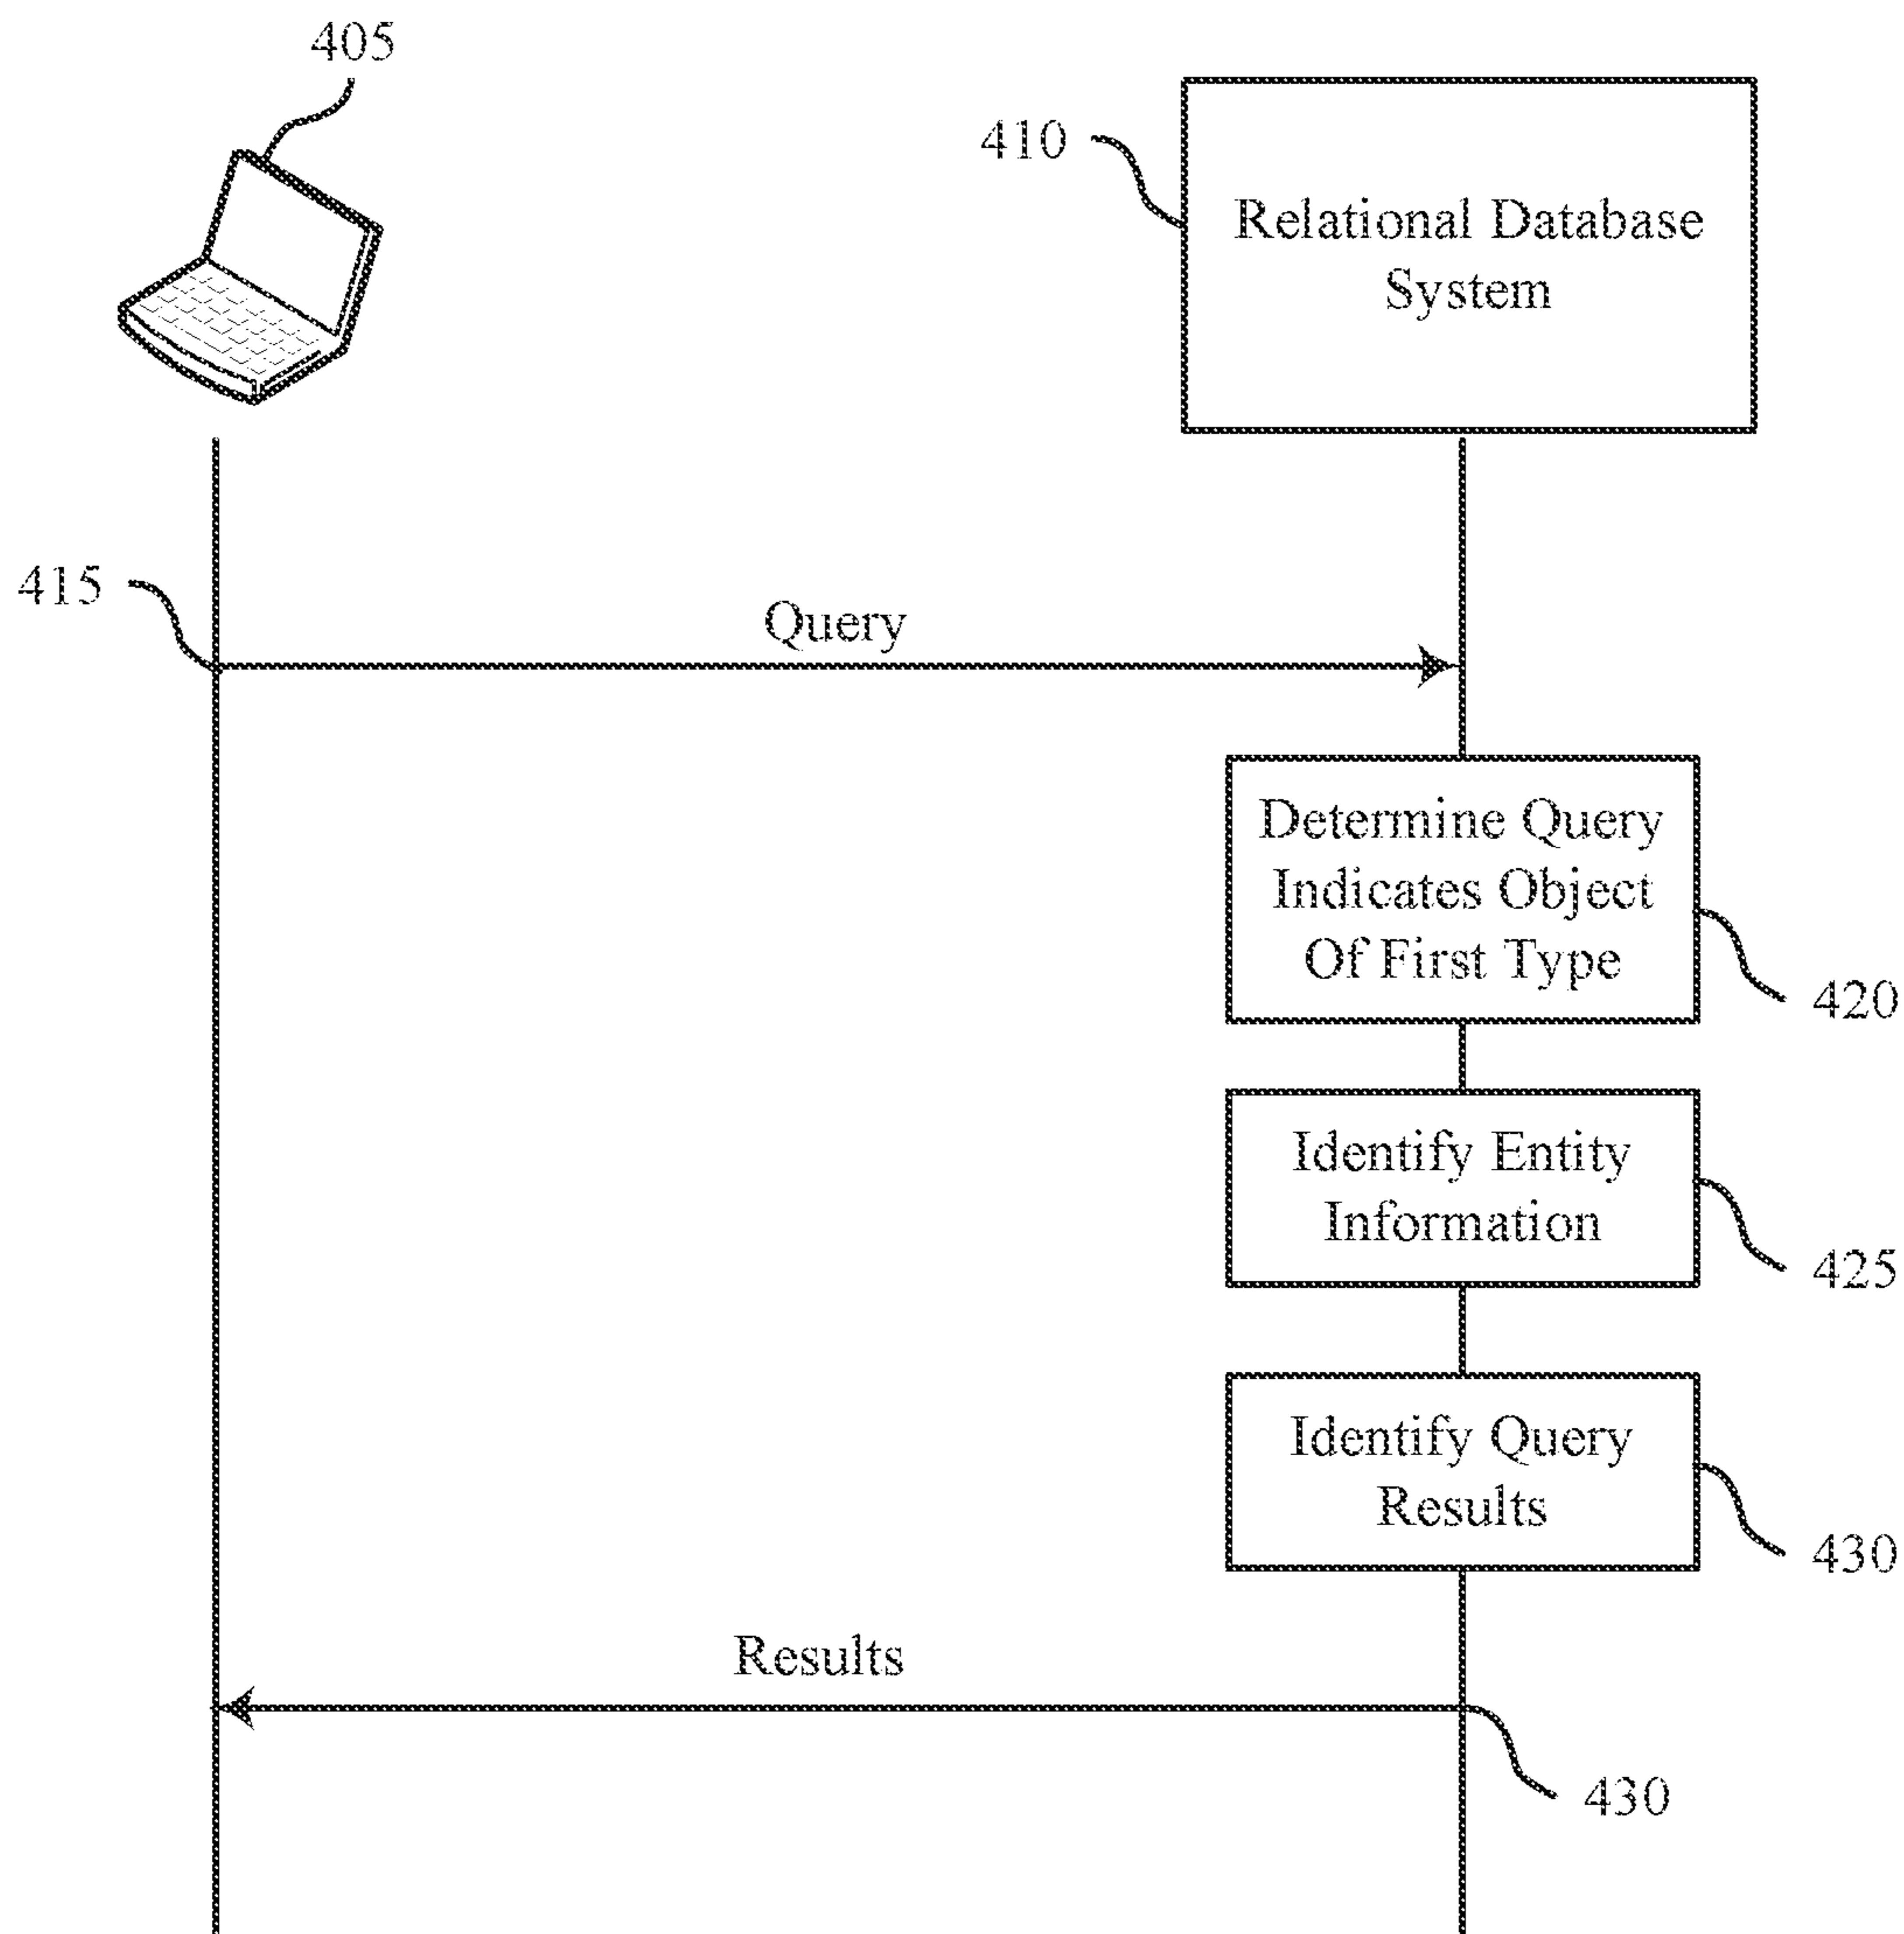 405
410
Relational Database
System
415
Query
Determine Query
Indicates Object
Of First Type
420
Identify Entity
Information
425
Identify Query
Results
430
Results
430